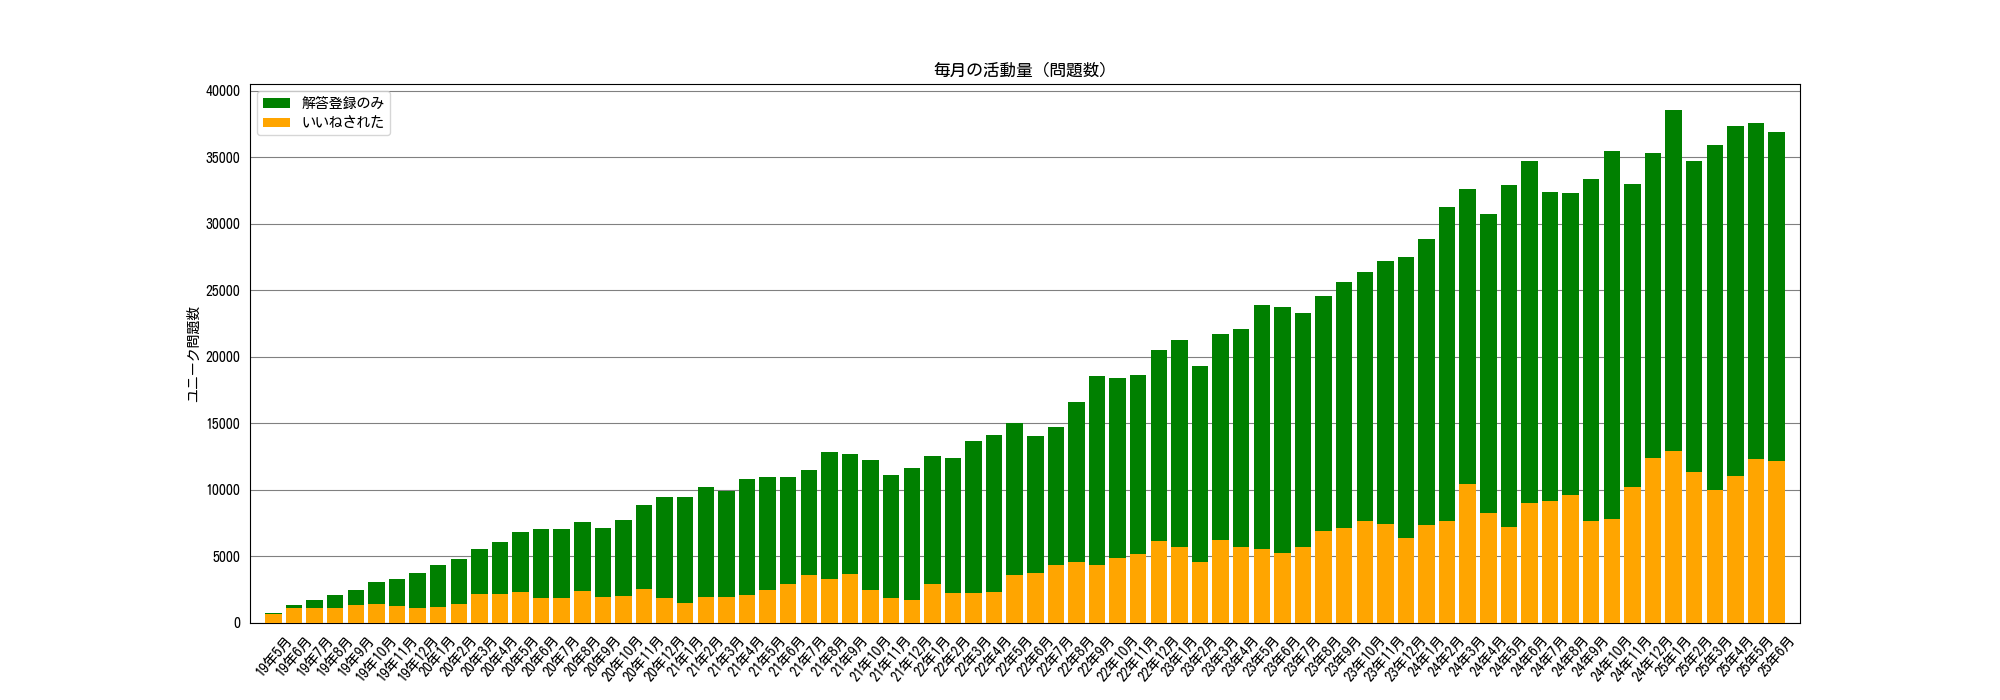 毎月の活動量（問題数）
解答登録のみ
いいねされた
ユニーク問題数
40000
35000
30000
25000
20000
15000
10000
5000
0
19年5月
19年6月
19年7月
19年8月
19年9月
19年10月
19年11月
19年12月
20年1月
20年2月
20年3月
20年4月
20年5月
20年6月
20年7月
20年8月
20年9月
20年10月
20年11月
20年12月
21年1月
21年2月
21年3月
21年4月
21年5月
21年6月
21年7月
21年8月
21年9月
21年10月
21年11月
21年12月
22年1月
22年2月
22年3月
22年4月
22年5月
22年6月
22年7月
22年8月
22年9月
22年10月
22年11月
22年12月
23年1月
23年2月
23年3月
23年4月
23年5月
23年6月
23年7月
23年8月
23年9月
23年10月
23年11月
23年12月
24年1月
24年2月
24年3月
24年4月
24年5月
24年6月
24年7月
24年8月
24年9月
24年10月
24年11月
24年12月
25年1月
25年2月
25年3月
25年4月
25年5月
25年6月